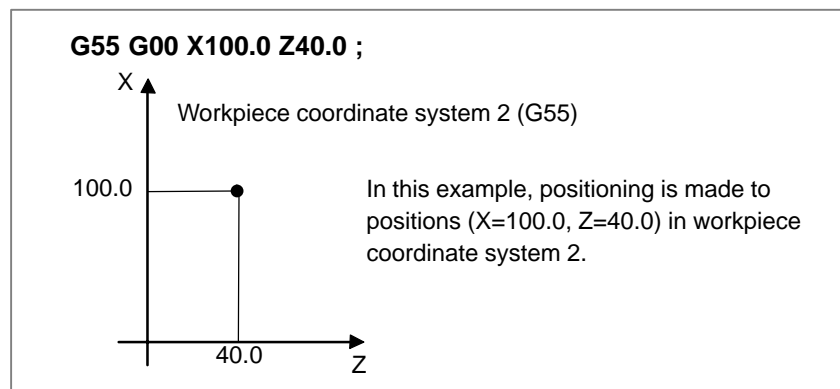 G55 G00 X100.0 Z40.0 ;
X
Workpiece coordinate system 2 (G55)
100.0
In this example, positioning is made to
positions (X=100.0, Z=40.0) in workpiece
coordinate system 2.
40.0
Z